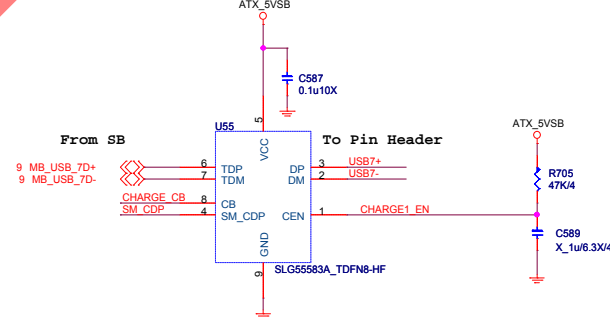 ATX_5VSB
C587
0.1u10X
5
U55
From SB
To Pin Header
ATX_5VSB
VCC
9 MB_USB_7D+
6
TDP
DP
3
USB7+
9 MB_USB_7D-
7
TDM
DM
2
USB7-
R705
47K/4
CHARGE_CB
8
CB
SM_CDP
4
SM_CDP
CEN
1
CHARGE1_EN
C589
X_1u/6.3X/4
GND
9
SLG55583A_TDFN8-HF